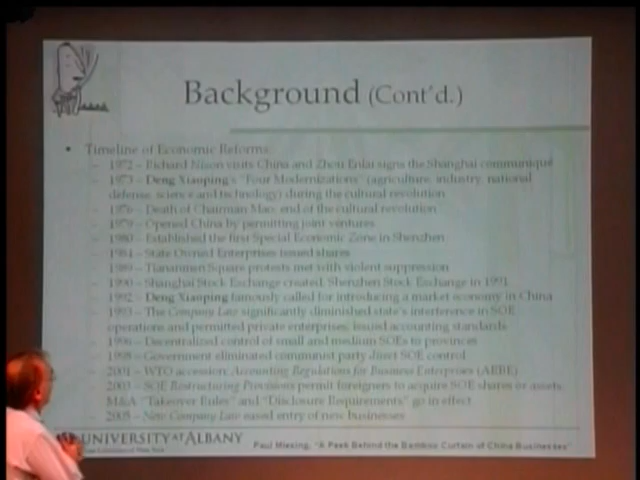 Background (Cont'd.)
• Timeline of Economic Reforms:
– 1972 – Richard Nixon visits China and Zhou Enlai signs the Shanghai communiqué
– 1973 – Deng Xiaoping's "Four Modernizations" (agriculture, industry, national
defense, science and technology) during the cultural revolution
– 1976 – Death of Chairman Mao; end of the cultural revolution
– 1979 – Opened China by permitting joint ventures
– 1980 – Established the first Special Economic Zone in Shenzhen
– 1984 – State Owned Enterprises issued shares
– 1989 – Tiananmen Square protests met with violent suppression
– 1990 – Shanghai Stock Exchange created; Shenzhen Stock Exchange in 1991
– 1992 – Deng Xiaoping famously called for introducing a market economy in China
– 1993 – The Company Law significantly diminished state's interference in SOE
operations and permitted private enterprises; issued accounting standards
– 1996 – Decentralized control of small and medium SOEs to provinces
– 1998 – Government eliminated communist party direct SOE control
– 2001 – WTO accession; Accounting Regulations for Business Enterprises (AEBE)
– 2003 – SOE Restructuring Provisions permit foreigners to acquire SOE shares or assets;
M&A "Takeover Rules" and "Disclosure Requirements" go in effect
– 2005 – New Company Law eased entry of new businesses
UNIVERSITY AT ALBANY
Paul Miesing, "A Peek Behind the Bamboo Curtain of China Businesses"